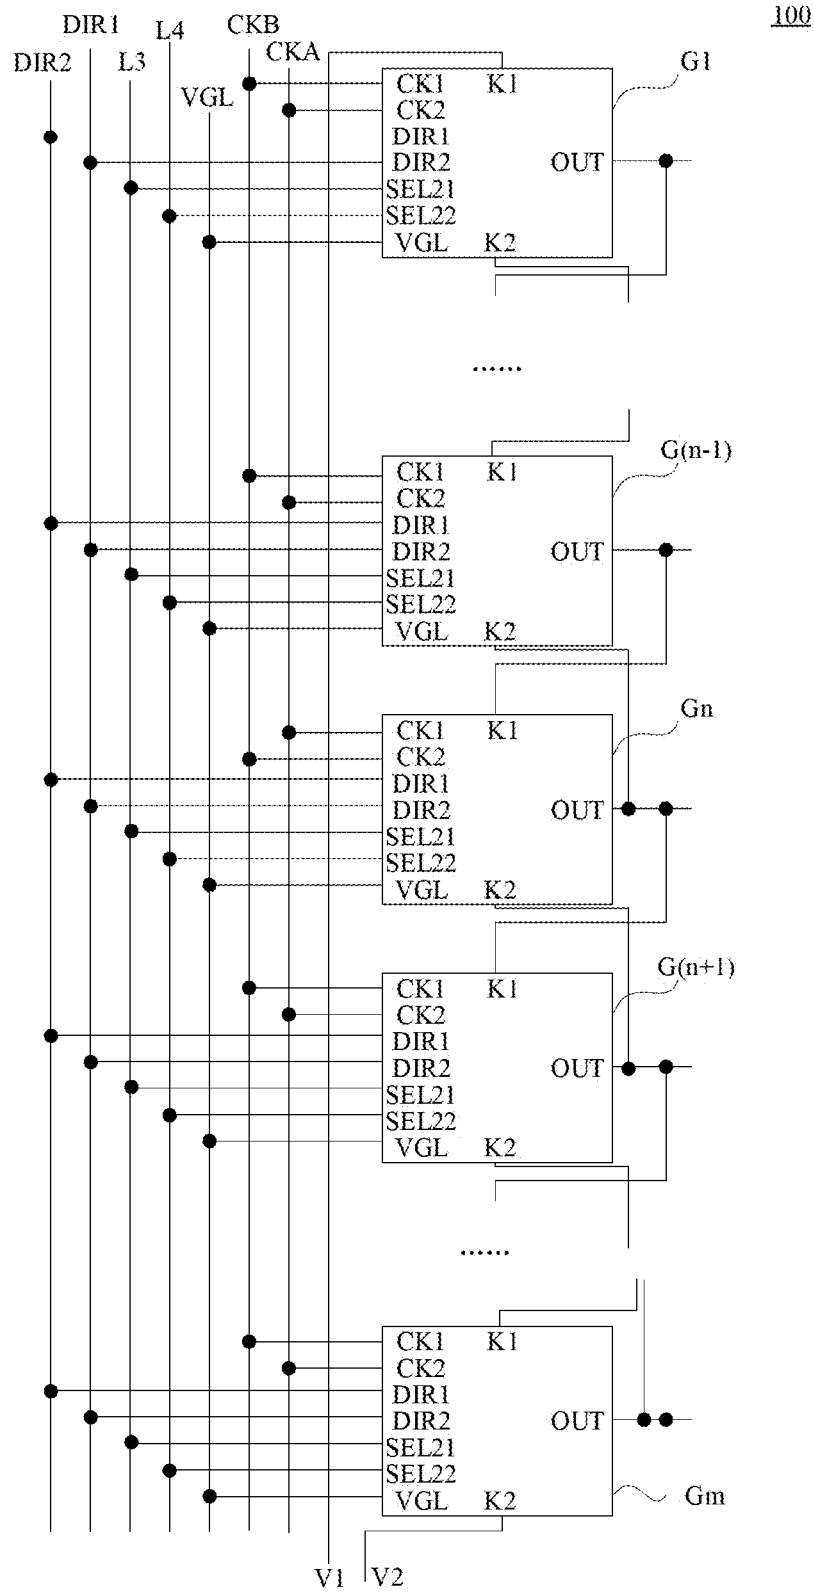 100
DIR1
L4
CKB
DIR2
L3
CKA
VGL
G1
CK1 K1
CK2
DIR1
DIR2 OUT
SEL21
SEL22
VGL K2
......
G(n-1)
CK1 K1
CK2
DIR1
DIR2 OUT
SEL21
SEL22
VGL K2
Gn
CK1 K1
CK2
DIR1
DIR2 OUT
SEL21
SEL22
VGL K2
G(n+1)
CK1 K1
CK2
DIR1
DIR2 OUT
SEL21
SEL22
VGL K2
......
CK1 K1
CK2
DIR1
DIR2 OUT
SEL21
SEL22
VGL K2
Gm
V1 V2